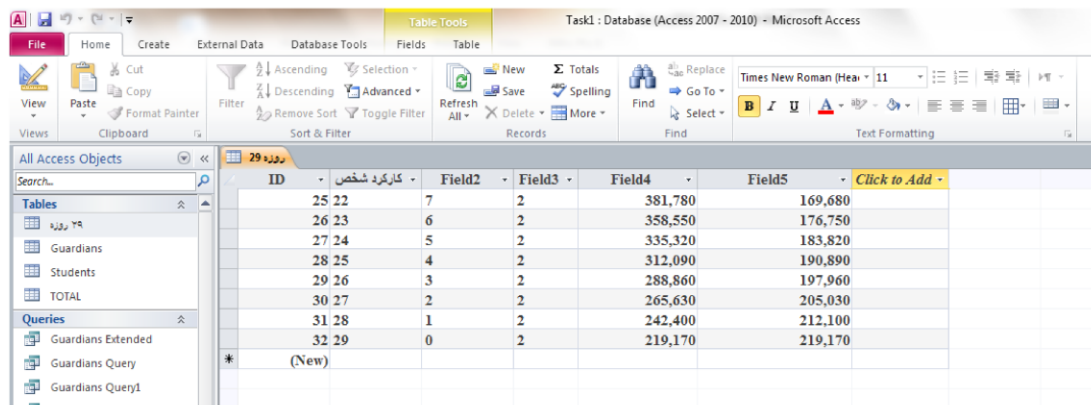 Table Tools
Task1 : Database (Access 2007 - 2010) - Microsoft Access
File Home Create External Data Database Tools Fields Table
View
Views
Paste
Cut
Copy
Format Painter
Clipboard
Filter
Ascending
Descending
Remove Sort
Selection
Advanced
Toggle Filter
Sort & Filter
Refresh All
New
Save
Delete
Totals
Spelling
More
Records
Find
Replace
Go To
Select
Find
Times New Roman (Hea 11
B I U A
Text Formatting
All Access Objects
Search...
Tables
۲۹ روزه
Guardians
Students
TOTAL
Queries
Guardians Extended
Guardians Query
Guardians Query1
روزه 29
ID کارکرد شخص Field2 Field3 Field4 Field5 Click to Add
25 22 7 2 381,780 169,680
26 23 6 2 358,550 176,750
27 24 5 2 335,320 183,820
28 25 4 2 312,090 190,890
29 26 3 2 288,860 197,960
30 27 2 2 265,630 205,030
31 28 1 2 242,400 212,100
32 29 0 2 219,170 219,170
(New)